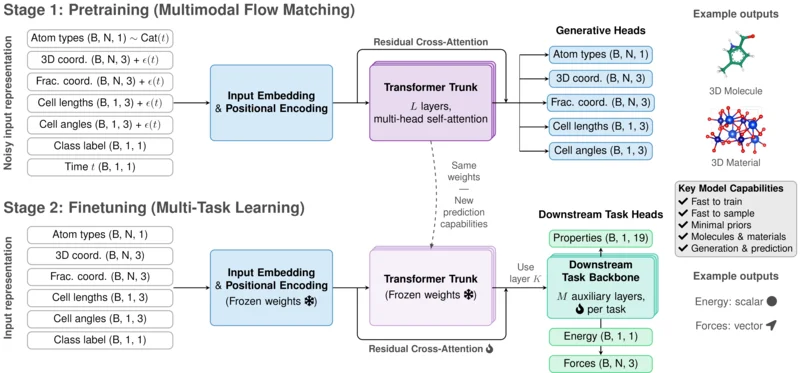 Stage 1: Pretraining (Multimodal Flow Matching)
Noisy input representation
Atom types (B, N, 1) ∼ Cat(t)
3D coord. (B, N, 3) + ϵ(t)
Frac. coord. (B, N, 3) + ϵ(t)
Cell lengths (B, 1, 3) + ϵ(t)
Cell angles (B, 1, 3) + ϵ(t)
Class label (B, 1, 1)
Time t (B, 1, 1)
Input Embedding
& Positional Encoding
Residual Cross-Attention
Transformer Trunk
L layers,
multi-head self-attention
Generative Heads
Atom types (B, N, 1)
3D coord. (B, N, 3)
Frac. coord. (B, N, 3)
Cell lengths (B, 1, 3)
Cell angles (B, 1, 3)
Example outputs
3D Molecule
3D Material
Same
weights
—
New
prediction
capabilities
Key Model Capabilities
✔ Fast to train
✔ Fast to sample
✔ Minimal priors
✔ Molecules & materials
✔ Generation & prediction
Stage 2: Finetuning (Multi-Task Learning)
Input representation
Atom types (B, N, 1)
3D coord. (B, N, 3)
Frac. coord. (B, N, 3)
Cell lengths (B, 1, 3)
Cell angles (B, 1, 3)
Class label (B, 1, 1)
Input Embedding
& Positional Encoding
(Frozen weights ❄)
Transformer Trunk
(Frozen weights ❄)
Residual Cross-Attention
Use
layer K
Downstream Task Heads
Properties (B, 1, 19)
Downstream
Task Backbone
M auxiliary layers,
per task
Energy (B, 1, 1)
Forces (B, N, 3)
Example outputs
Energy: scalar
Forces: vector